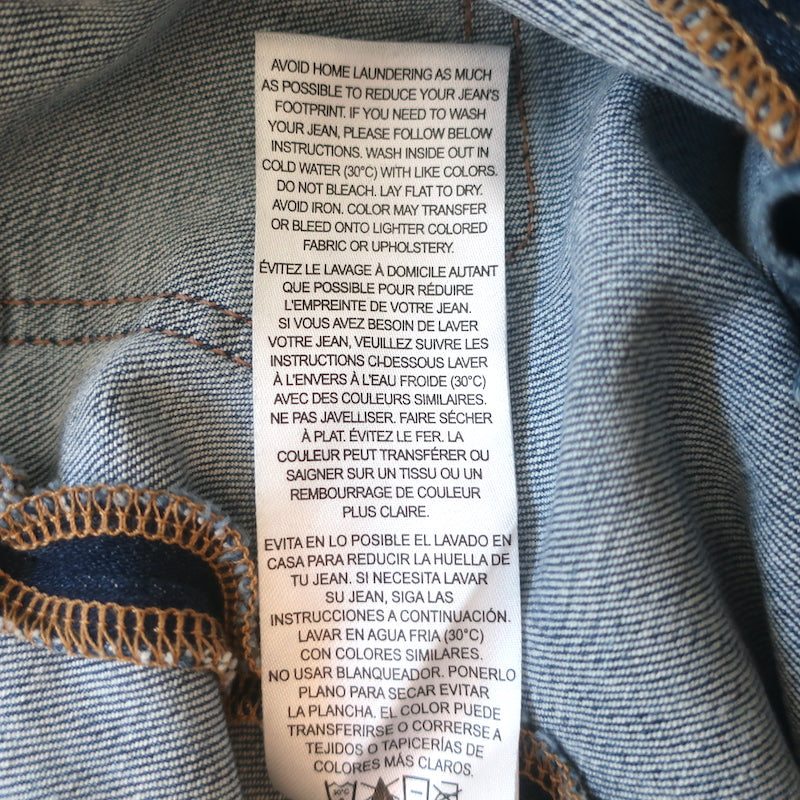 AVOID HOME LAUNDERING AS MUCH
AS POSSIBLE TO REDUCE YOUR JEAN'S
FOOTPRINT. IF YOU NEED TO WASH
YOUR JEAN, PLEASE FOLLOW BELOW
INSTRUCTIONS. WASH INSIDE OUT IN
COLD WATER (30°C) WITH LIKE COLORS.
DO NOT BLEACH. LAY FLAT TO DRY.
AVOID IRON. COLOR MAY TRANSFER
OR BLEED ONTO LIGHTER COLORED
FABRIC OR UPHOLSTERY.
ÉVITEZ LE LAVAGE À DOMICILE AUTANT
QUE POSSIBLE POUR RÉDUIRE
L'EMPREINTE DE VOTRE JEAN.
SI VOUS AVEZ BESOIN DE LAVER
VOTRE JEAN, VEUILLEZ SUIVRE LES
INSTRUCTIONS CI-DESSOUS LAVER
À L'ENVERS À L'EAU FROIDE (30°C)
AVEC DES COULEURS SIMILAIRES.
NE PAS JAVELLISER. FAIRE SÉCHER
À PLAT. ÉVITEZ LE FER. LA
COULEUR PEUT TRANSFÉRER OU
SAIGNER SUR UN TISSU OU UN
REMBOURRAGE DE COULEUR
PLUS CLAIRE.
EVITA EN LO POSIBLE EL LAVADO EN
CASA PARA REDUCIR LA HUELLA DE
TU JEAN. SI NECESITA LAVAR
SU JEAN, SIGA LAS
INSTRUCCIONES A CONTINUACIÓN.
LAVAR EN AGUA FRIA (30°C)
CON COLORES SIMILARES.
NO USAR BLANQUEADOR. PONERLO
PLANO PARA SECAR EVITAR
LA PLANCHA. EL COLOR PUEDE
TRANSFERIRSE O CORRERSE A
TEJIDOS O TAPICERÍAS DE
COLORES MÁS CLAROS.
30°C